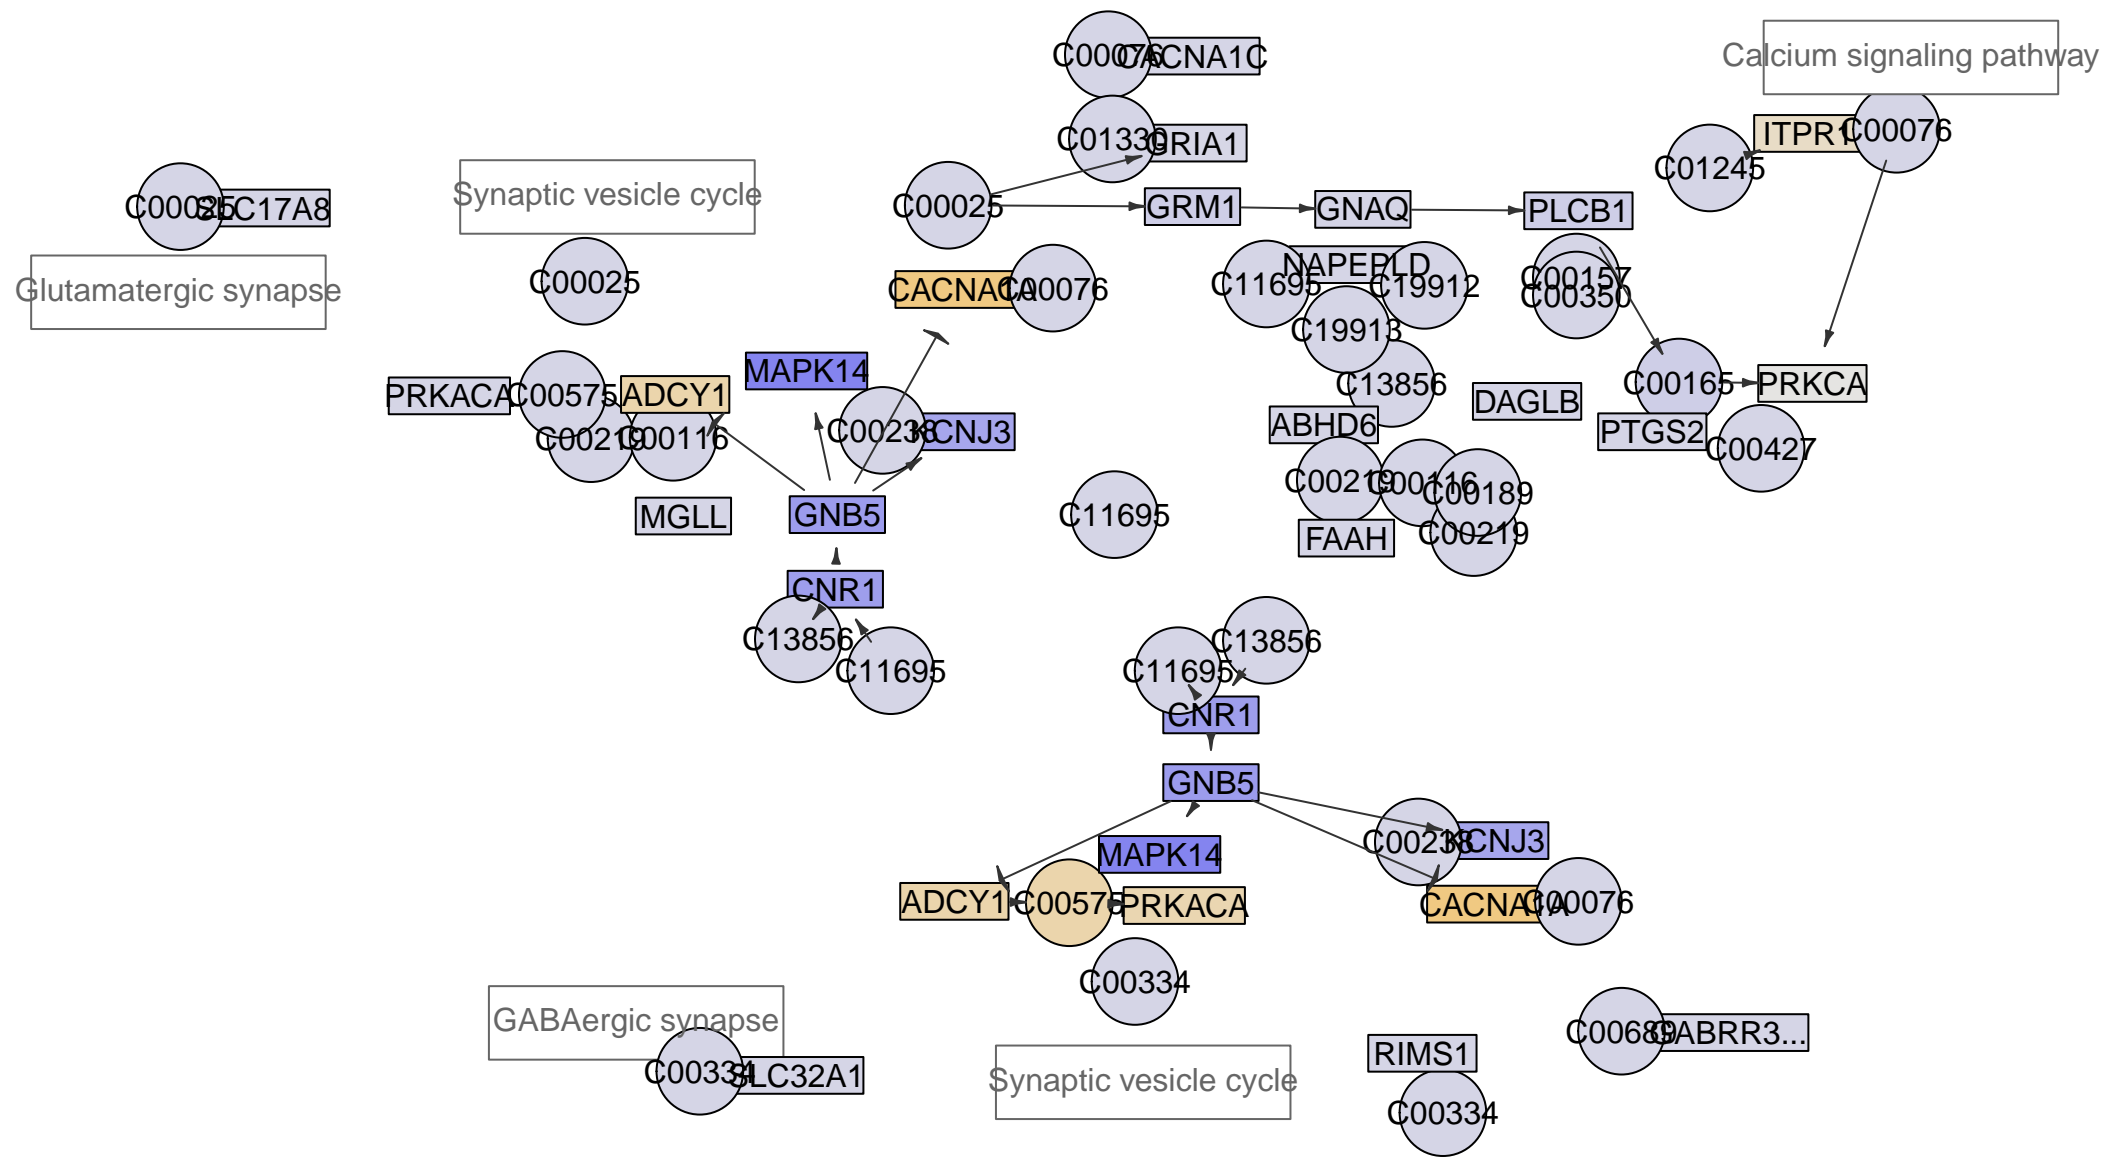 C00076
CACNA1C
Calcium signaling pathway
C01330
GRIA1
ITPR1
C00076
C01245
C00025
SLC17A8
Synaptic vesicle cycle
C00025
GRM1
GNAQ
PLCB1
Glutamatergic synapse
C00025
CACNA1A
C00076
C11695
NAPEPLD
C19912
C00157
C00350
C19913
MAPK14
C13856
C00165
PRKCA
PRKACA
C00575
ADCY1
DAGLB
C00219
C00116
C00238
KCNJ3
ABHD6
PTGS2
C00427
MGLL
GNB5
C11695
C00219
C00116
C00189
FAAH
C00219
CNR1
C13856
C11695
C11695
C13856
CNR1
GNB5
MAPK14
C00238
KCNJ3
ADCY1
C00575
PRKACA
CACNA1A
C00076
C00334
GABAergic synapse
C00334
SLC32A1
Synaptic vesicle cycle
RIMS1
C00334
C00689
GABRR3...